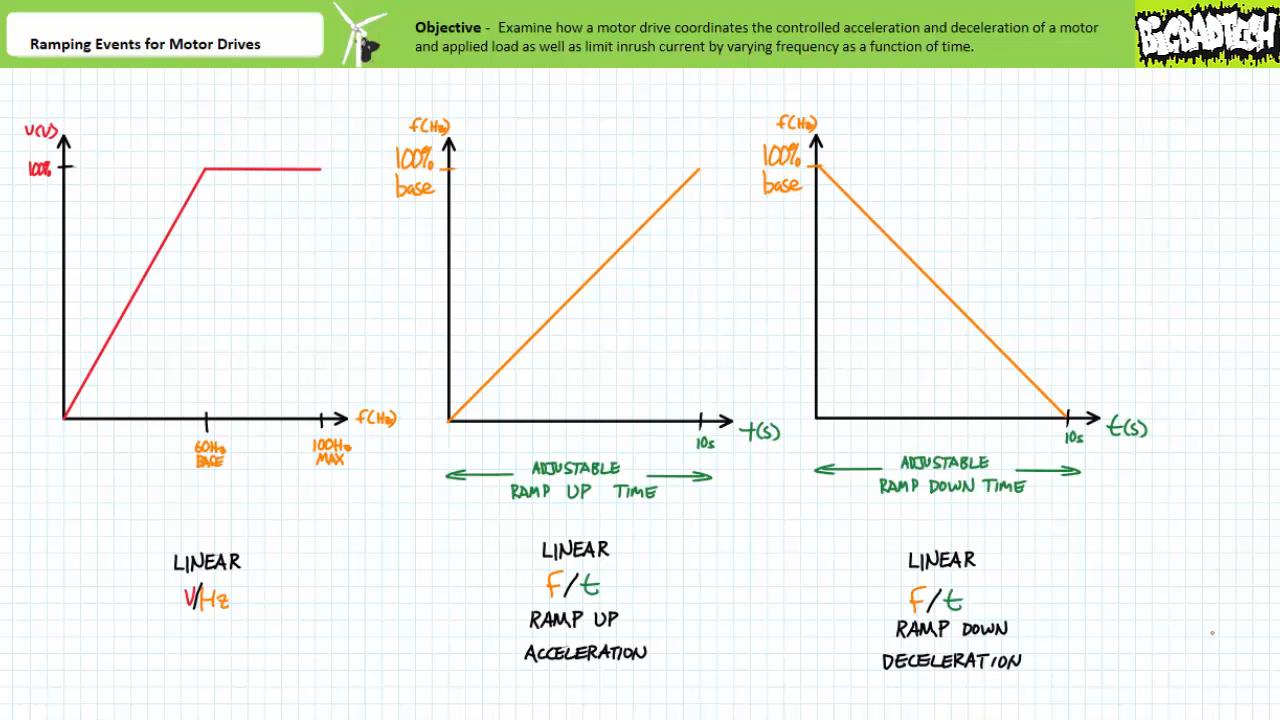 Ramping Events for Motor Drives
Objective - Examine how a motor drive coordinates the controlled acceleration and deceleration of a motor
and applied load as well as limit inrush current by varying frequency as a function of time.
BIGBADTECH
V(V)
100%
f(Hz)
60Hz
BASE
100Hz
MAX
LINEAR
V/Hz
f(Hz)
100%
base
10s
t(s)
ADJUSTABLE
RAMP UP TIME
LINEAR
F/t
RAMP UP
ACCELERATION
f(Hz)
100%
base
10s
t(s)
ADJUSTABLE
RAMP DOWN TIME
LINEAR
F/t
RAMP DOWN
DECELERATION